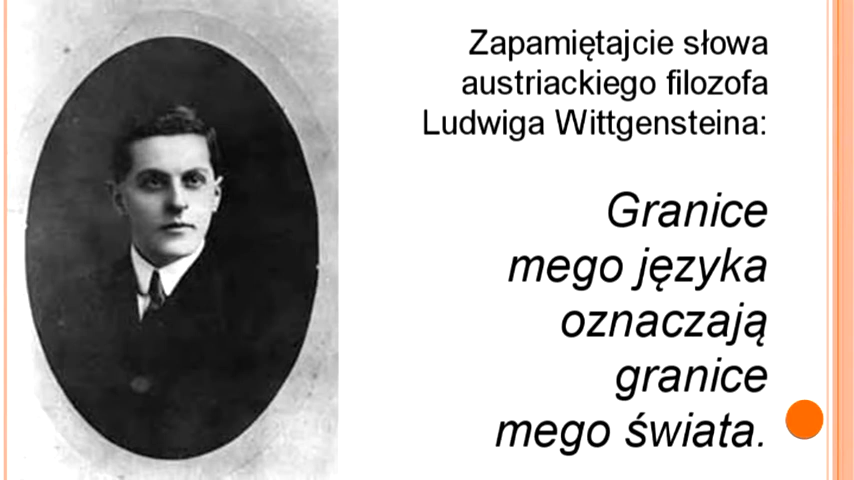 Zapamiętajcie słowa
austriackiego filozofa
Ludwiga Wittgensteina:
Granice
mego języka
oznaczają
granice
mego świata.